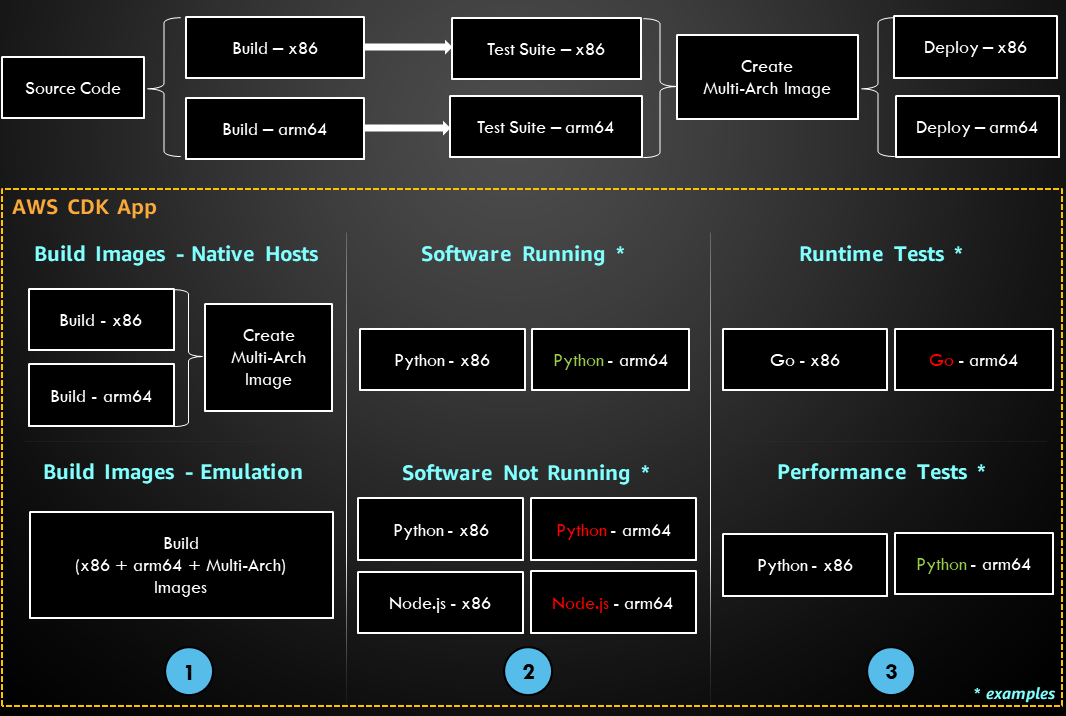 Source Code
Build – x86
Build – arm64
Test Suite – x86
Test Suite – arm64
Create
Multi-Arch Image
Deploy – x86
Deploy – arm64
AWS CDK App
Build Images - Native Hosts
Build - x86
Build - arm64
Create
Multi-Arch
Image
Build Images - Emulation
Build
(x86 + arm64 + Multi-Arch)
Images
1
Software Running *
Python - x86
Python - arm64
Software Not Running *
Python - x86
Python - arm64
Node.js - x86
Node.js - arm64
2
Runtime Tests *
Go - x86
Go - arm64
Performance Tests *
Python - x86
Python - arm64
3
* examples